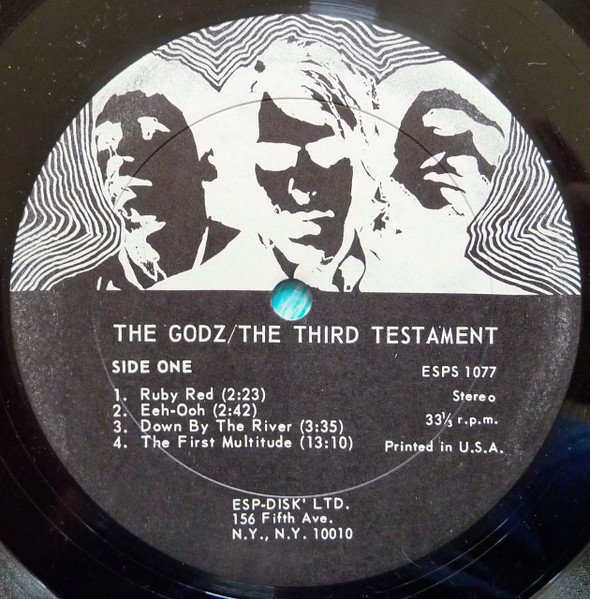 THE GODZ/THE THIRD TESTAMENT
SIDE ONE
ESPS 1077
1. Ruby Red (2:23)
Stereo
2. Eeh-Ooh (2:42)
33⅓ r.p.m.
3. Down By The River (3:35)
4. The First Multitude (13:10)
Printed in U.S.A.
ESP-DISK' LTD.
156 Fifth Ave.
N.Y., N.Y. 10010